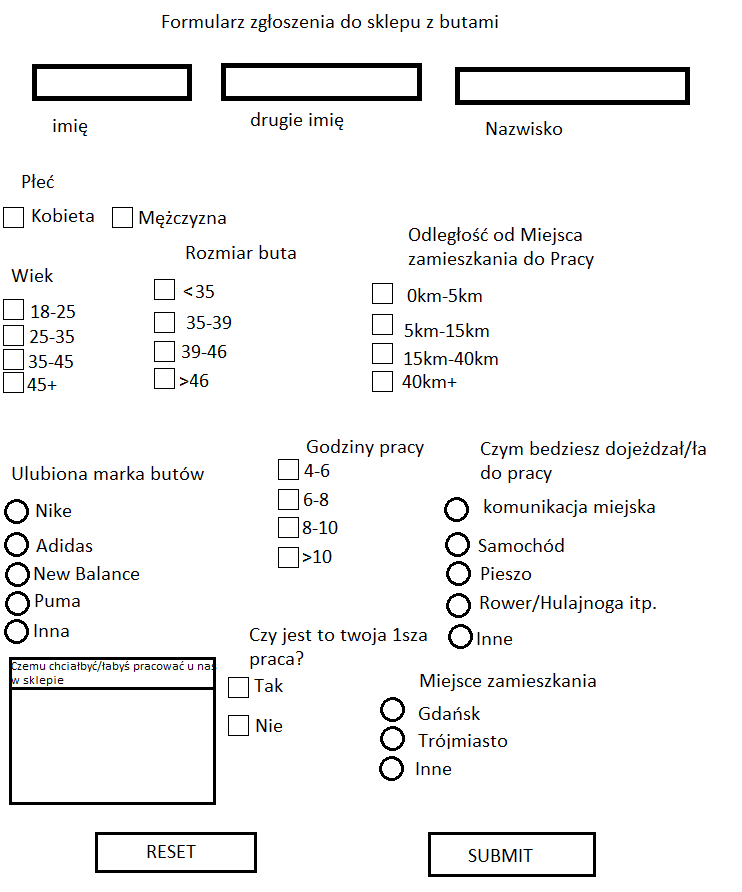 Formularz zgłoszenia do sklepu z butami
imię
drugie imię
Nazwisko
Płeć
Kobieta
Mężczyzna
Wiek
18-25
25-35
35-45
45+
Rozmiar buta
<35
35-39
39-46
>46
Odległość od Miejsca
zamieszkania do Pracy
0km-5km
5km-15km
15km-40km
40km+
Ulubiona marka butów
Nike
Adidas
New Balance
Puma
Inna
Godziny pracy
4-6
6-8
8-10
>10
Czym bedziesz dojeżdzał/ła
do pracy
komunikacja miejska
Samochód
Pieszo
Rower/Hulajnoga itp.
Inne
Czemu chciałbyć/łabyś pracować u nas
w sklepie
Czy jest to twoja 1sza
praca?
Tak
Nie
Miejsce zamieszkania
Gdańsk
Trójmiasto
Inne
RESET
SUBMIT